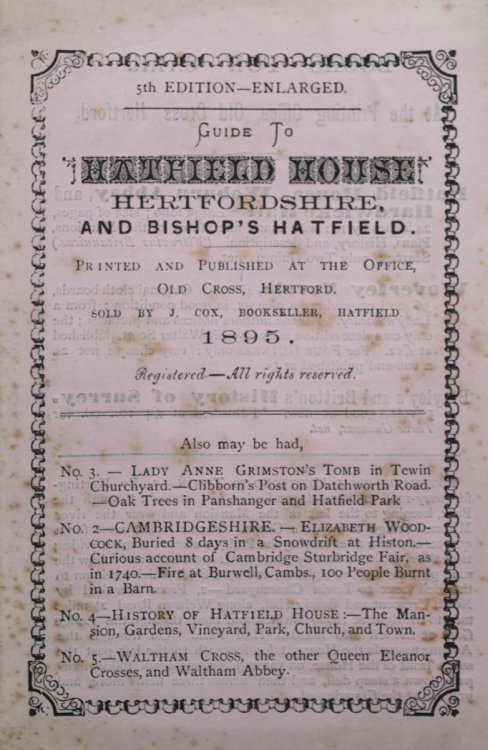 5th EDITION—ENLARGED.
GUIDE TO
HATFIELD HOUSE
HERTFORDSHIRE,
AND BISHOP'S HATFIELD.
PRINTED AND PUBLISHED AT THE OFFICE,
OLD CROSS, HERTFORD.
SOLD BY J. COX, BOOKSELLER, HATFIELD.
1895.
Registered.—All rights reserved.
Also may be had,
No. 3. — LADY ANNE GRIMSTON'S TOMB in Tewin
Churchyard.—Clibborn's Post on Datchworth Road.
—Oak Trees in Panshanger and Hatfield Park
No. 2—CAMBRIDGESHIRE. — ELIZABETH WOOD-
COCK, Buried 8 days in a Snowdrift at Histon.—
Curious account of Cambridge Sturbridge Fair, as
in 1740.—Fire at Burwell, Cambs., 100 People Burnt
in a Barn.
No. 4—HISTORY OF HATFIELD HOUSE:—The Man-
sion, Gardens, Vineyard, Park, Church, and Town.
No. 5.—WALTHAM CROSS, the other Queen Eleanor
Crosses, and Waltham Abbey.